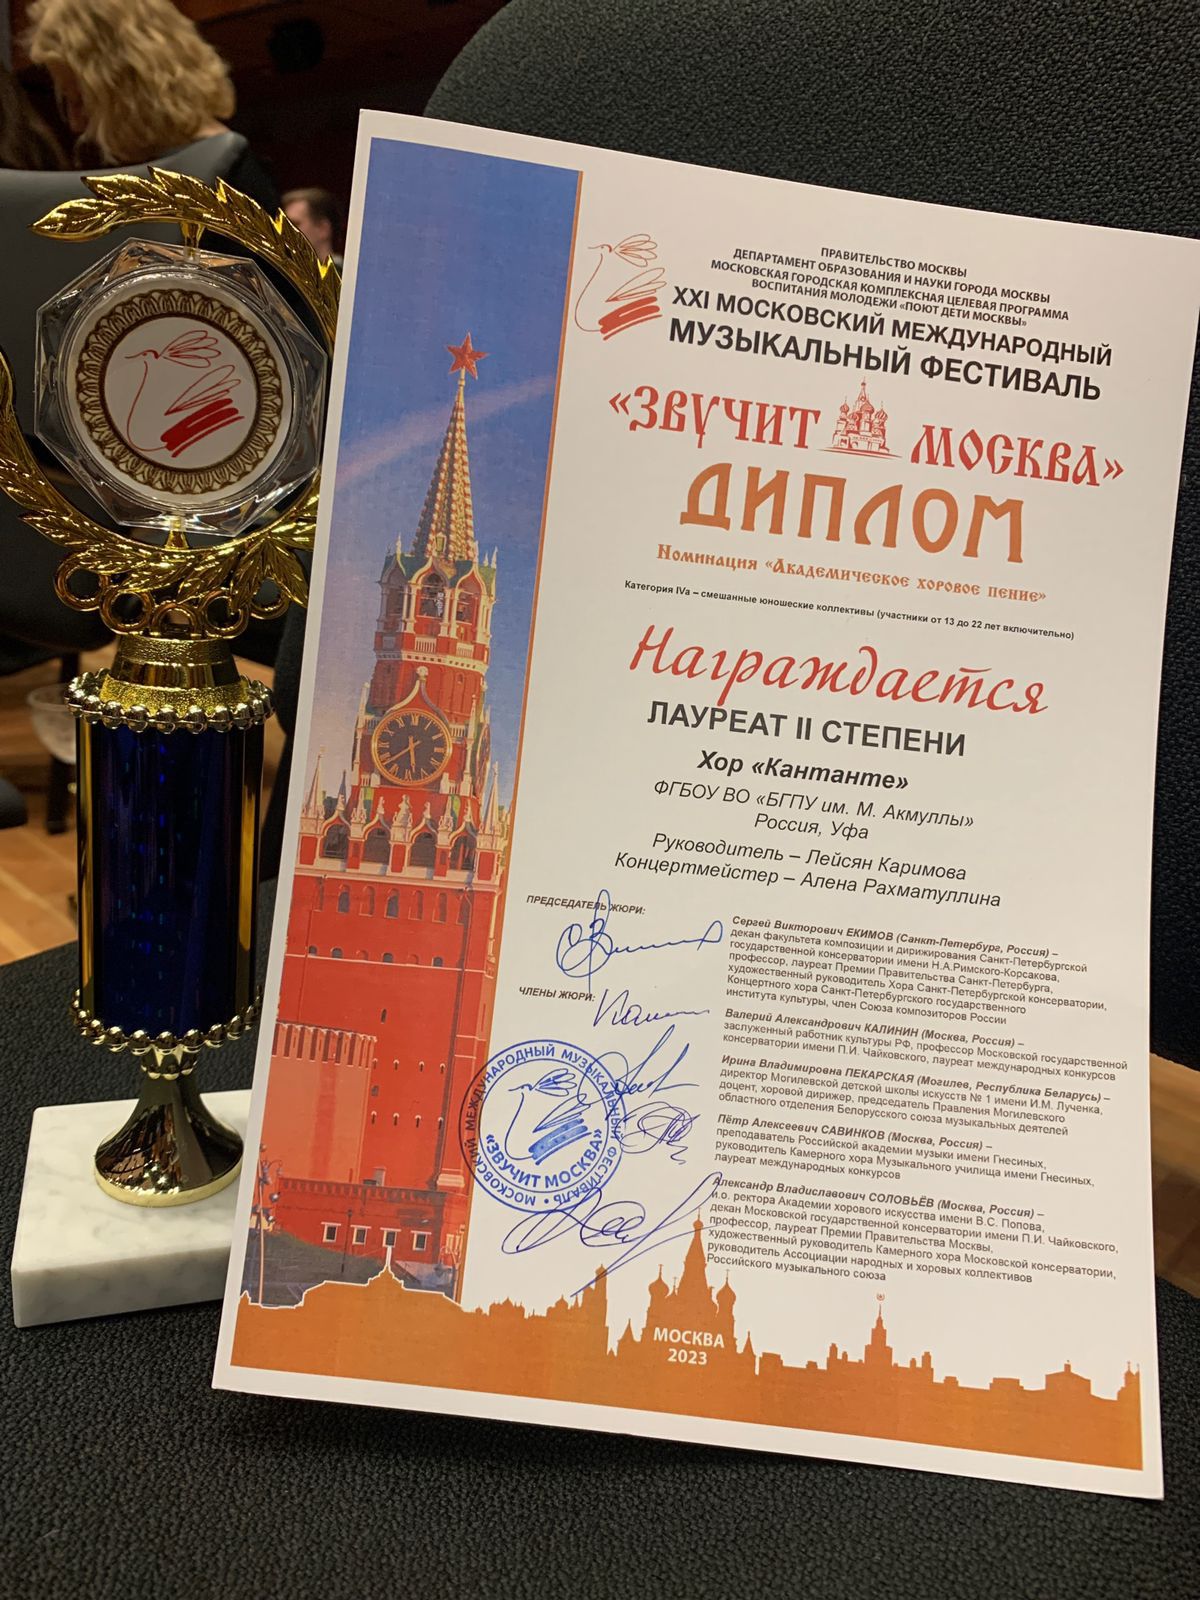 ПРАВИТЕЛЬСТВО МОСКВЫ
ДЕПАРТАМЕНТ ОБРАЗОВАНИЯ И НАУКИ ГОРОДА МОСКВЫ
МОСКОВСКАЯ ГОРОДСКАЯ КОМПЛЕКСНАЯ ЦЕЛЕВАЯ ПРОГРАММА
ВОСПИТАНИЯ МОЛОДЕЖИ «ПОЮТ ДЕТИ МОСКВЫ»
XXI МОСКОВСКИЙ МЕЖДУНАРОДНЫЙ
МУЗЫКАЛЬНЫЙ ФЕСТИВАЛЬ
«ЗВУЧИТ МОСКВА»
ДИПЛОМ
Номинация «Академическое хоровое пение»
Категория IVa – смешанные юношеские коллективы (участники от 13 до 22 лет включительно)
Награждается
ЛАУРЕАТ II СТЕПЕНИ
Хор «Кантанте»
ФГБОУ ВО «БГПУ им. М. Акмуллы»
Россия, Уфа
Руководитель – Лейсян Каримова
Концертмейстер – Алена Рахматуллина
ПРЕДСЕДАТЕЛЬ ЖЮРИ:
Сергей Викторович ЕКИМОВ (Санкт-Петербург, Россия) –
декан факультета композиции и дирижирования Санкт-Петербургской
государственной консерватории имени Н.А.Римского-Корсакова,
профессор, лауреат Премии Правительства Санкт-Петербурга,
художественный руководитель Хора Санкт-Петербургской консерватории,
Концертного хора Санкт-Петербургского государственного
института культуры, член Союза композиторов России
ЧЛЕНЫ ЖЮРИ:
Валерий Александрович КАЛИНИН (Москва, Россия) –
заслуженный работник культуры РФ, профессор Московской государственной
консерватории имени П.И. Чайковского, лауреат международных конкурсов
Ирина Владимировна ПЕКАРСКАЯ (Могилев, Республика Беларусь) –
директор Могилевской детской школы искусств № 1 имени И.М. Лученка,
доцент, хоровой дирижер, председатель Правления Могилевского
областного отделения Белорусского союза музыкальных деятелей
Пётр Алексеевич САВИНКОВ (Москва, Россия) –
преподаватель Российской академии музыки имени Гнесиных,
руководитель Камерного хора Музыкального училища имени Гнесиных,
лауреат международных конкурсов
Александр Владиславович СОЛОВЬЁВ (Москва, Россия) –
и.о. ректора Академии хорового искусства имени В.С. Попова,
декан Московской государственной консерватории имени П.И. Чайковского,
профессор, лауреат Премии Правительства Москвы,
художественный руководитель Камерного хора Московской консерватории,
руководитель Ассоциации народных и хоровых коллективов
Российского музыкального союза
МОСКОВСКИЙ МЕЖДУНАРОДНЫЙ МУЗЫКАЛЬНЫЙ ФЕСТИВАЛЬ
«ЗВУЧИТ МОСКВА»
МОСКВА
2023